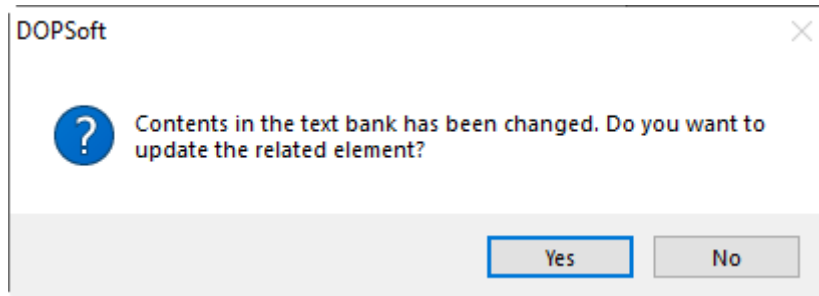 DOPSoft
Contents in the text bank has been changed. Do you want to
update the related element?
Yes
No